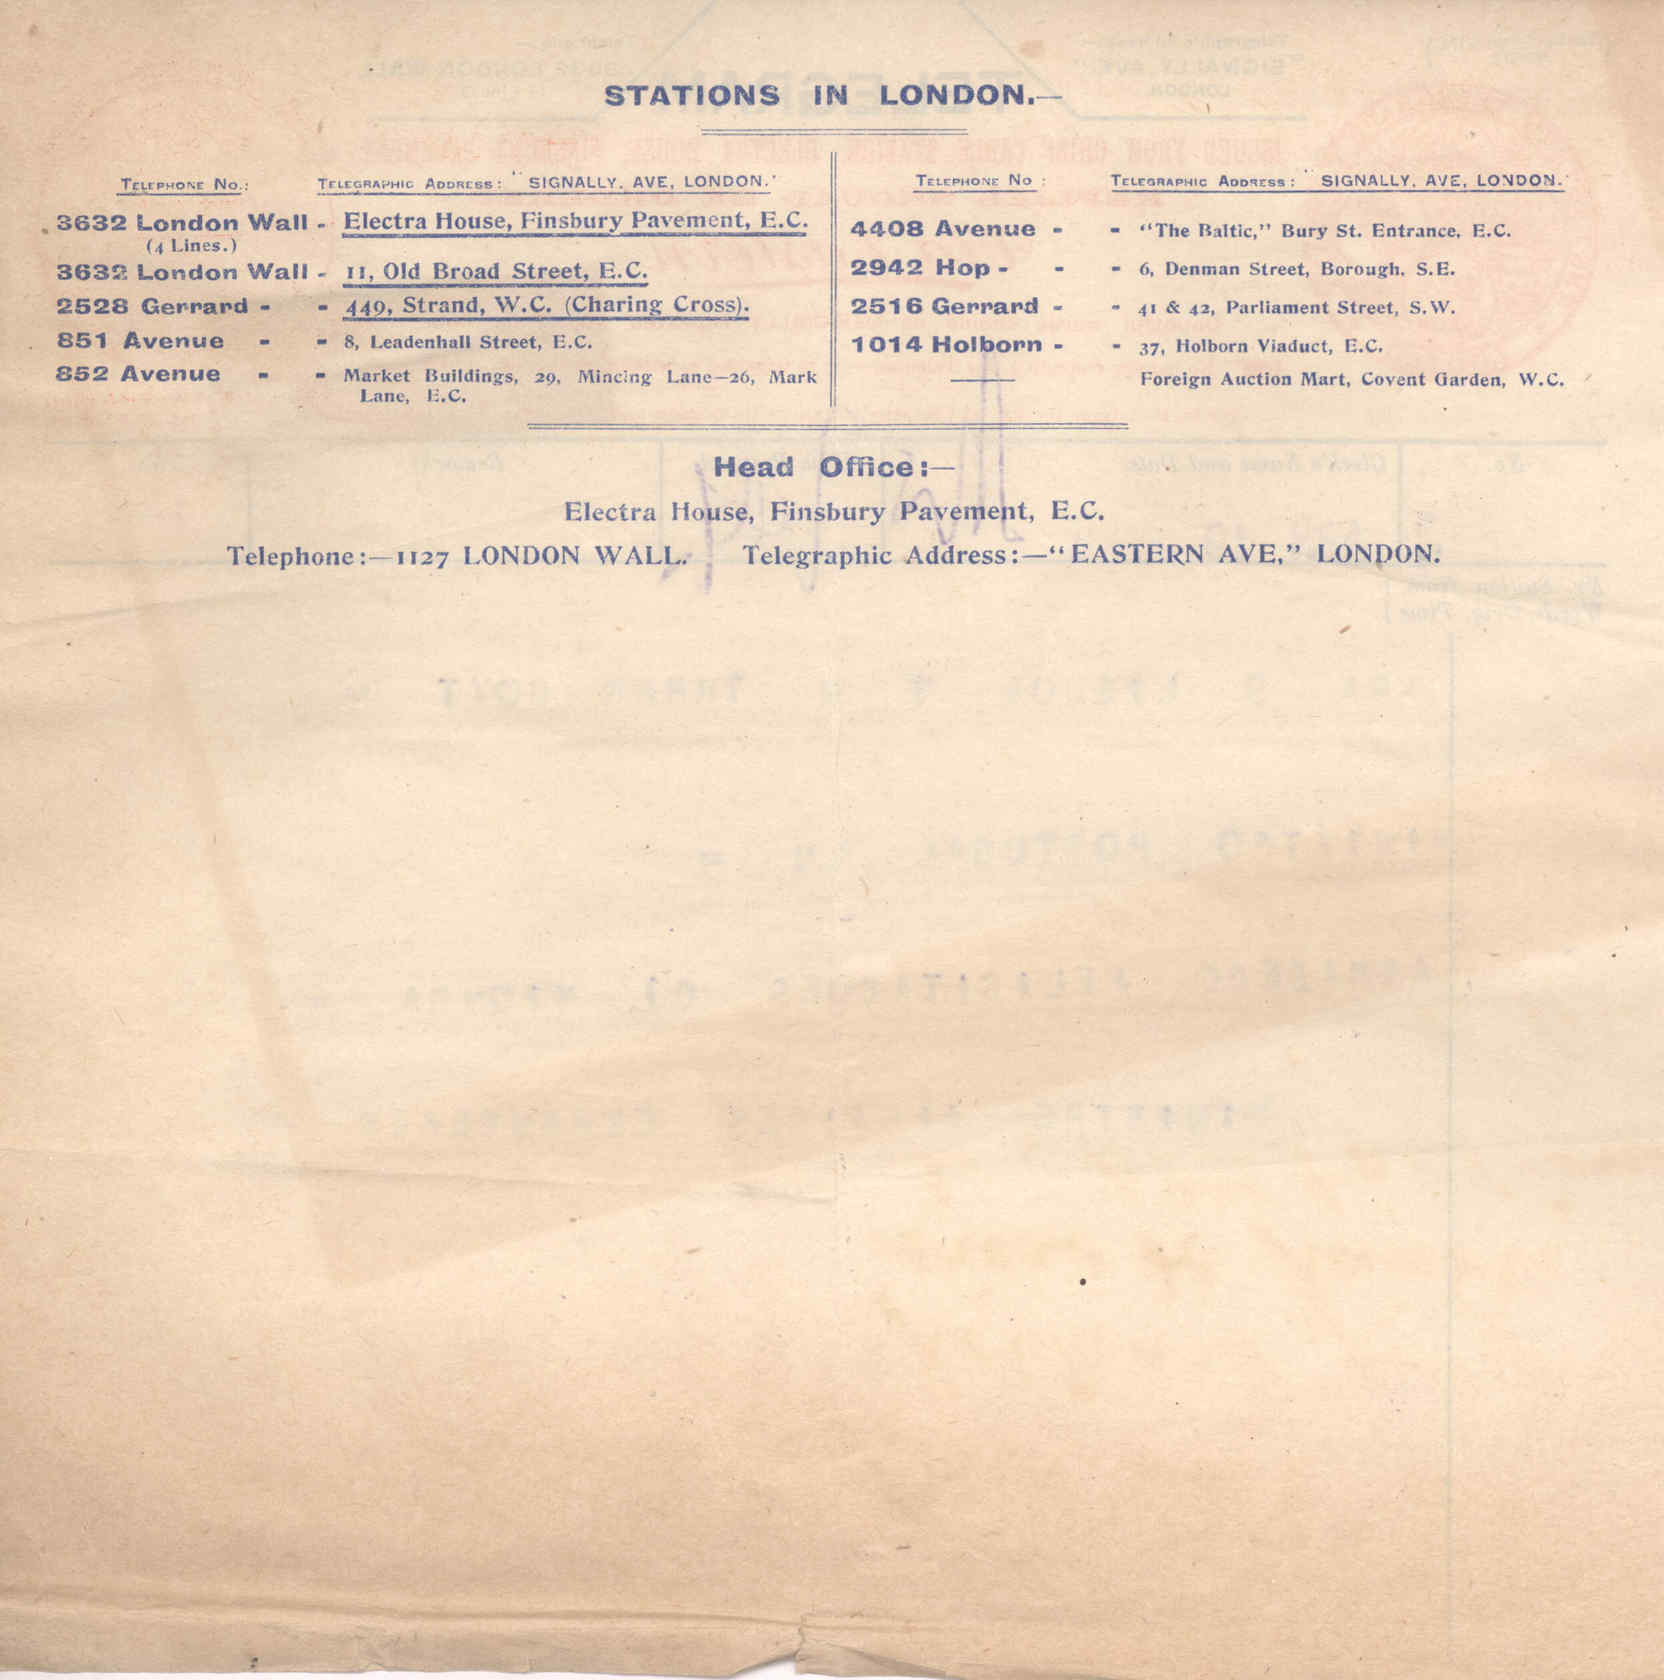 STATIONS IN LONDON.—
TELEPHONE No.:
TELEGRAPHIC ADDRESS: "SIGNALLY, AVE, LONDON."
3632 London Wall - Electra House, Finsbury Pavement, E.C.
(4 Lines.)
3632 London Wall - 11, Old Broad Street, E.C.
2528 Gerrard - - 449, Strand, W.C. (Charing Cross).
851 Avenue - - 8, Leadenhall Street, E.C.
852 Avenue - - Market Buildings, 29, Mincing Lane—26, Mark
Lane, E.C.
TELEPHONE No :
TELEGRAPHIC ADDRESS: "SIGNALLY, AVE, LONDON."
4408 Avenue - - "The Baltic," Bury St. Entrance, E.C.
2942 Hop - - - 6, Denman Street, Borough, S.E.
2516 Gerrard - - 41 & 42, Parliament Street, S.W.
1014 Holborn - - 37, Holborn Viaduct, E.C.
—— Foreign Auction Mart, Covent Garden, W.C.
Head Office:—
Electra House, Finsbury Pavement, E.C.
Telephone:—1127 LONDON WALL. Telegraphic Address:—"EASTERN AVE," LONDON.